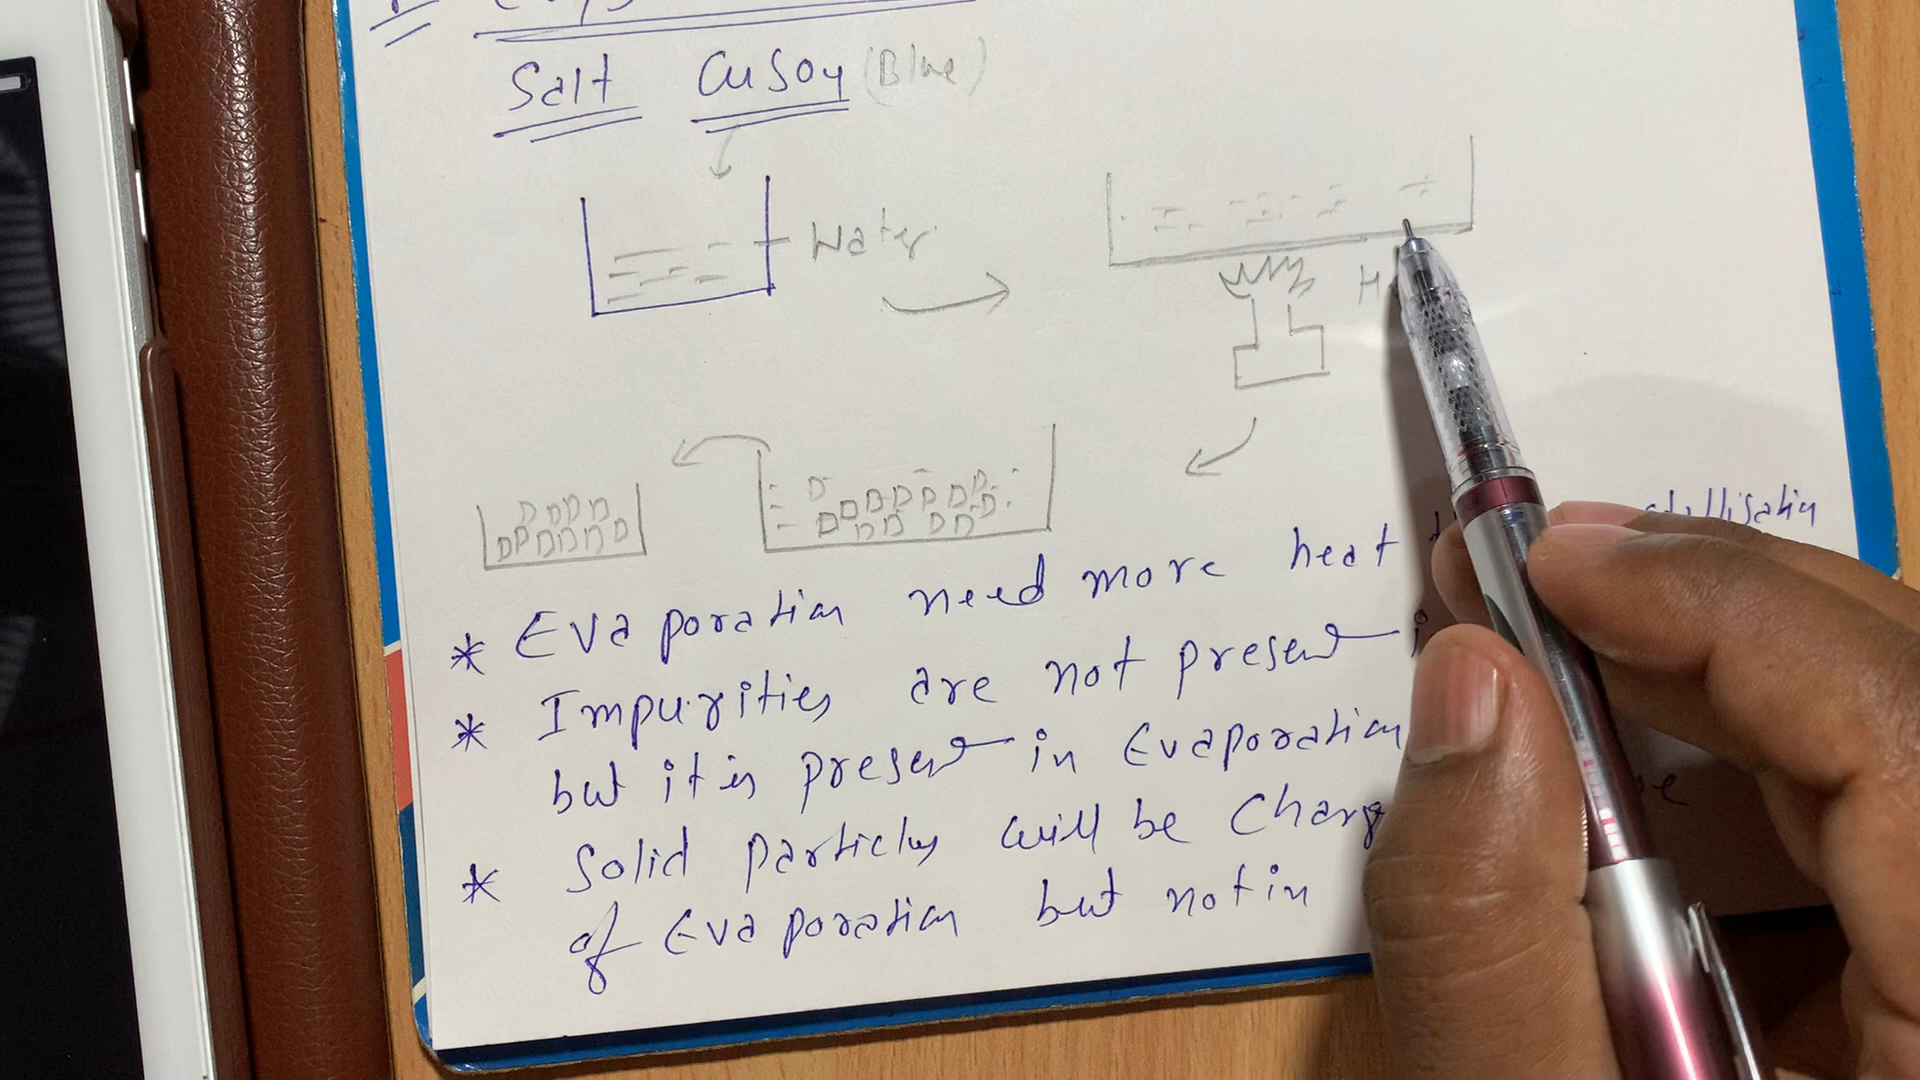 Salt CuSO4 (Blue)
Water
* Evaporation need more heat
* Impurities are not present
but it is present in Evaporation
* Solid particles will be
of Evaporation but not in